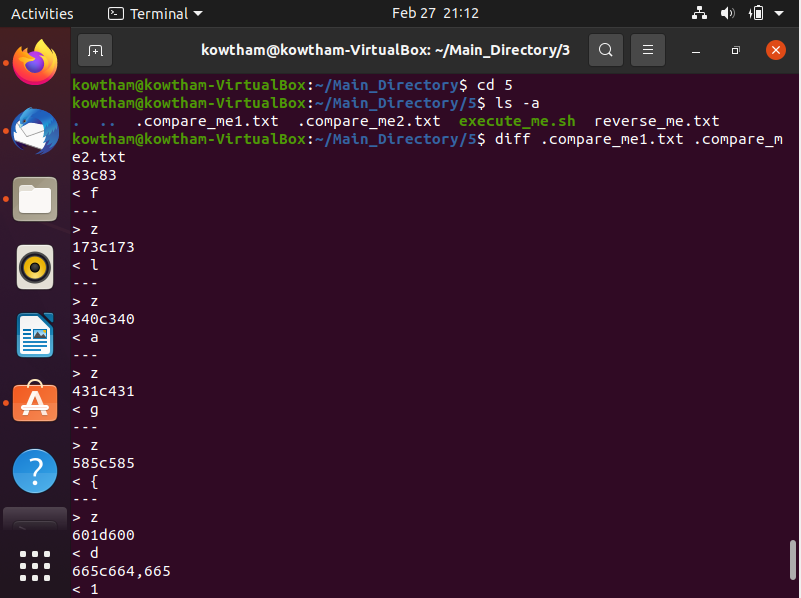 Activities
Terminal
Feb 27 21:12
kowtham@kowtham-VirtualBox: ~/Main_Directory/3
kowtham@kowtham-VirtualBox:~/Main_Directory$ cd 5
kowtham@kowtham-VirtualBox:~/Main_Directory/5$ ls -a
. .. .compare_me1.txt .compare_me2.txt execute_me.sh reverse_me.txt
kowtham@kowtham-VirtualBox:~/Main_Directory/5$ diff .compare_me1.txt .compare_m
e2.txt
83c83
< f
---
> z
173c173
< l
---
> z
340c340
< a
---
> z
431c431
< g
---
> z
585c585
< {
---
> z
601d600
< d
665c664,665
< 1